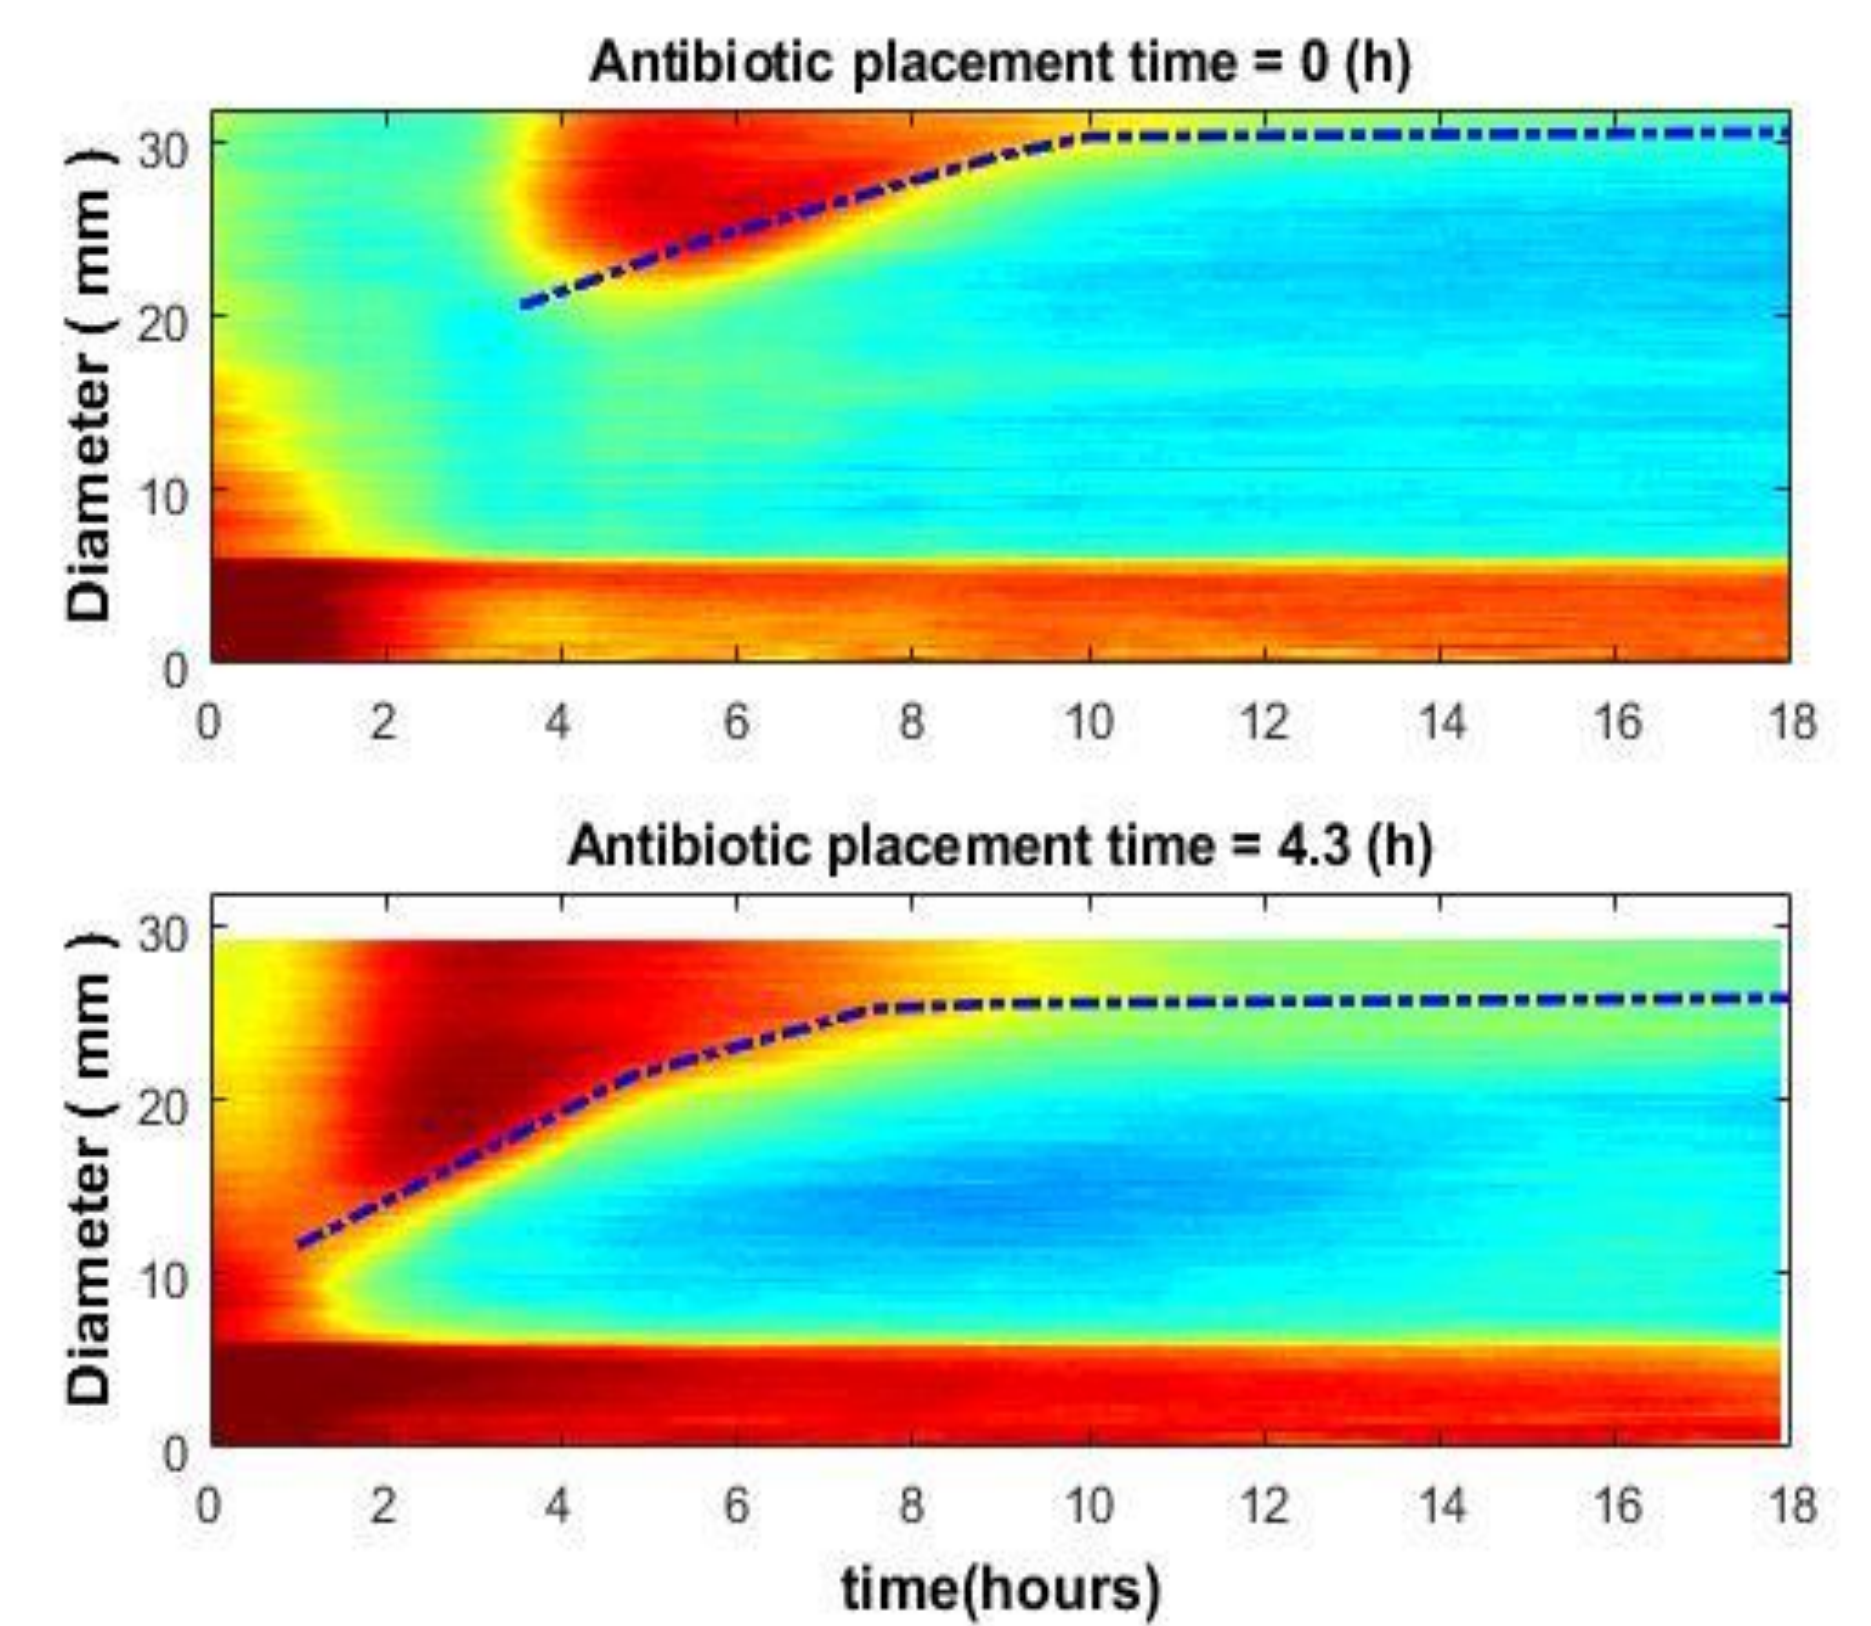 Antibiotic placement time = 0 (h)
Diameter ( mm )
30
20
10
0
0 2 4 6 8 10 12 14 16 18
Antibiotic placement time = 4.3 (h)
Diameter ( mm )
30
20
10
0
0 2 4 6 8 10 12 14 16 18
time(hours)